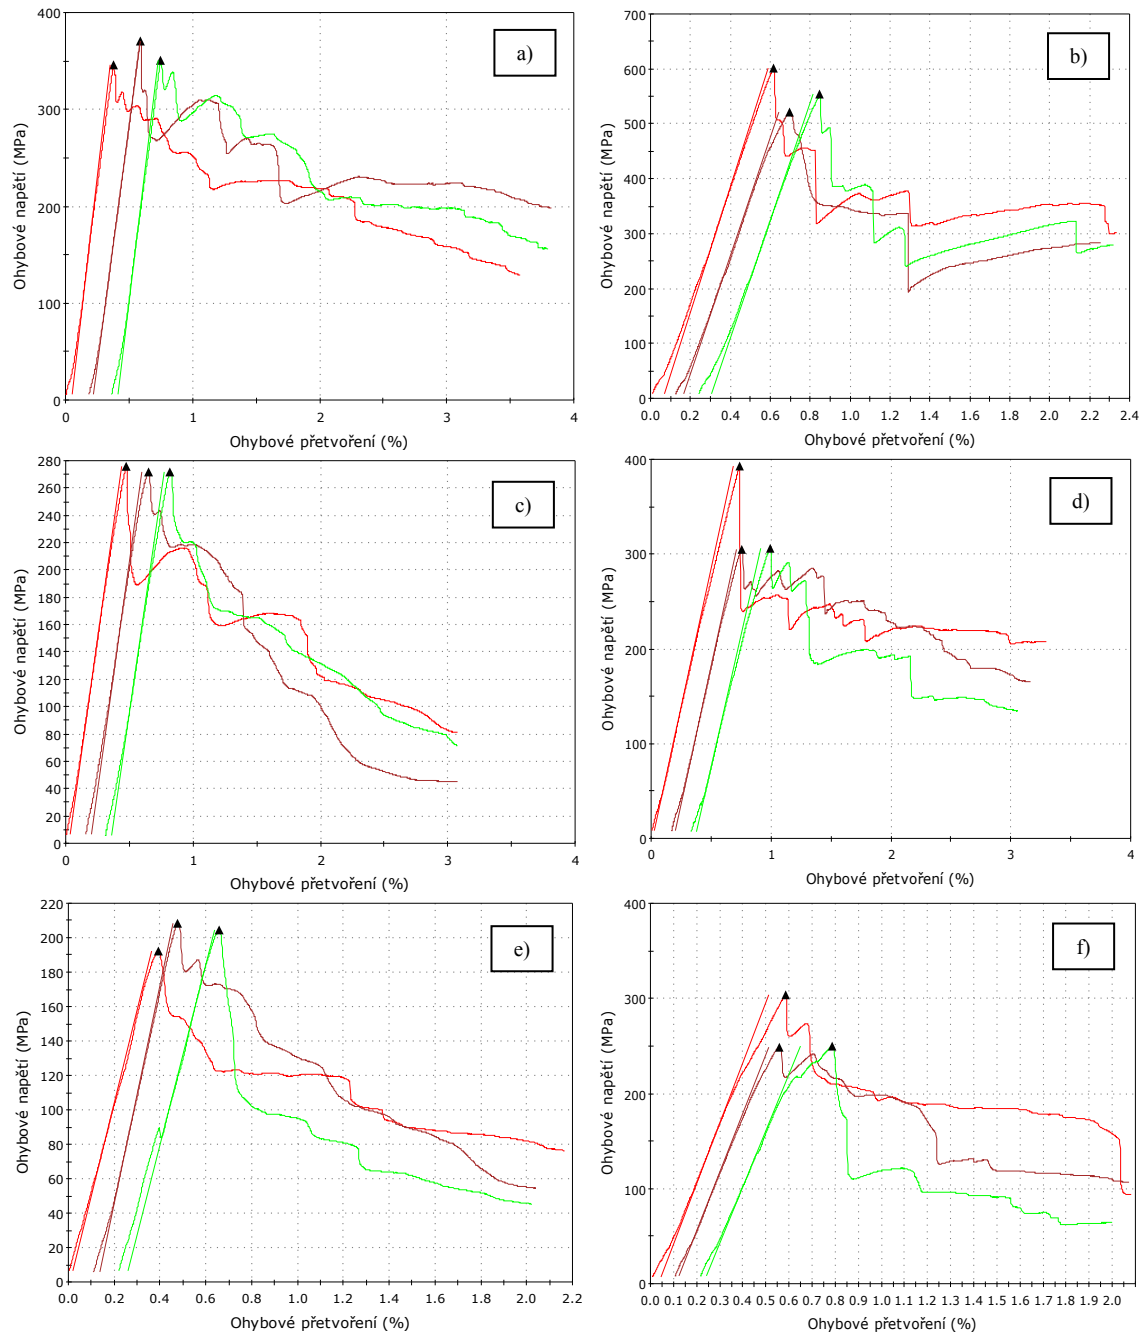 a)
Ohybové napětí (MPa)
400
300
200
100
0
0 1 2 3 4
Ohybové přetvoření (%)
b)
Ohybové napětí (MPa)
700
600
500
400
300
200
100
0
0.0 0.2 0.4 0.6 0.8 1.0 1.2 1.4 1.6 1.8 2.0 2.2 2.4
Ohybové přetvoření (%)
c)
Ohybové napětí (MPa)
280
260
240
220
200
180
160
140
120
100
80
60
40
20
0
0 1 2 3 4
Ohybové přetvoření (%)
d)
Ohybové napětí (MPa)
400
300
200
100
0
0 1 2 3 4
Ohybové přetvoření (%)
e)
Ohybové napětí (MPa)
220
200
180
160
140
120
100
80
60
40
20
0
0.0 0.2 0.4 0.6 0.8 1.0 1.2 1.4 1.6 1.8 2.0 2.2
Ohybové přetvoření (%)
f)
Ohybové napětí (MPa)
400
300
200
100
0
0.0 0.1 0.2 0.3 0.4 0.5 0.6 0.7 0.8 0.9 1.0 1.1 1.2 1.3 1.4 1.5 1.6 1.7 1.8 1.9 2.0
Ohybové přetvoření (%)